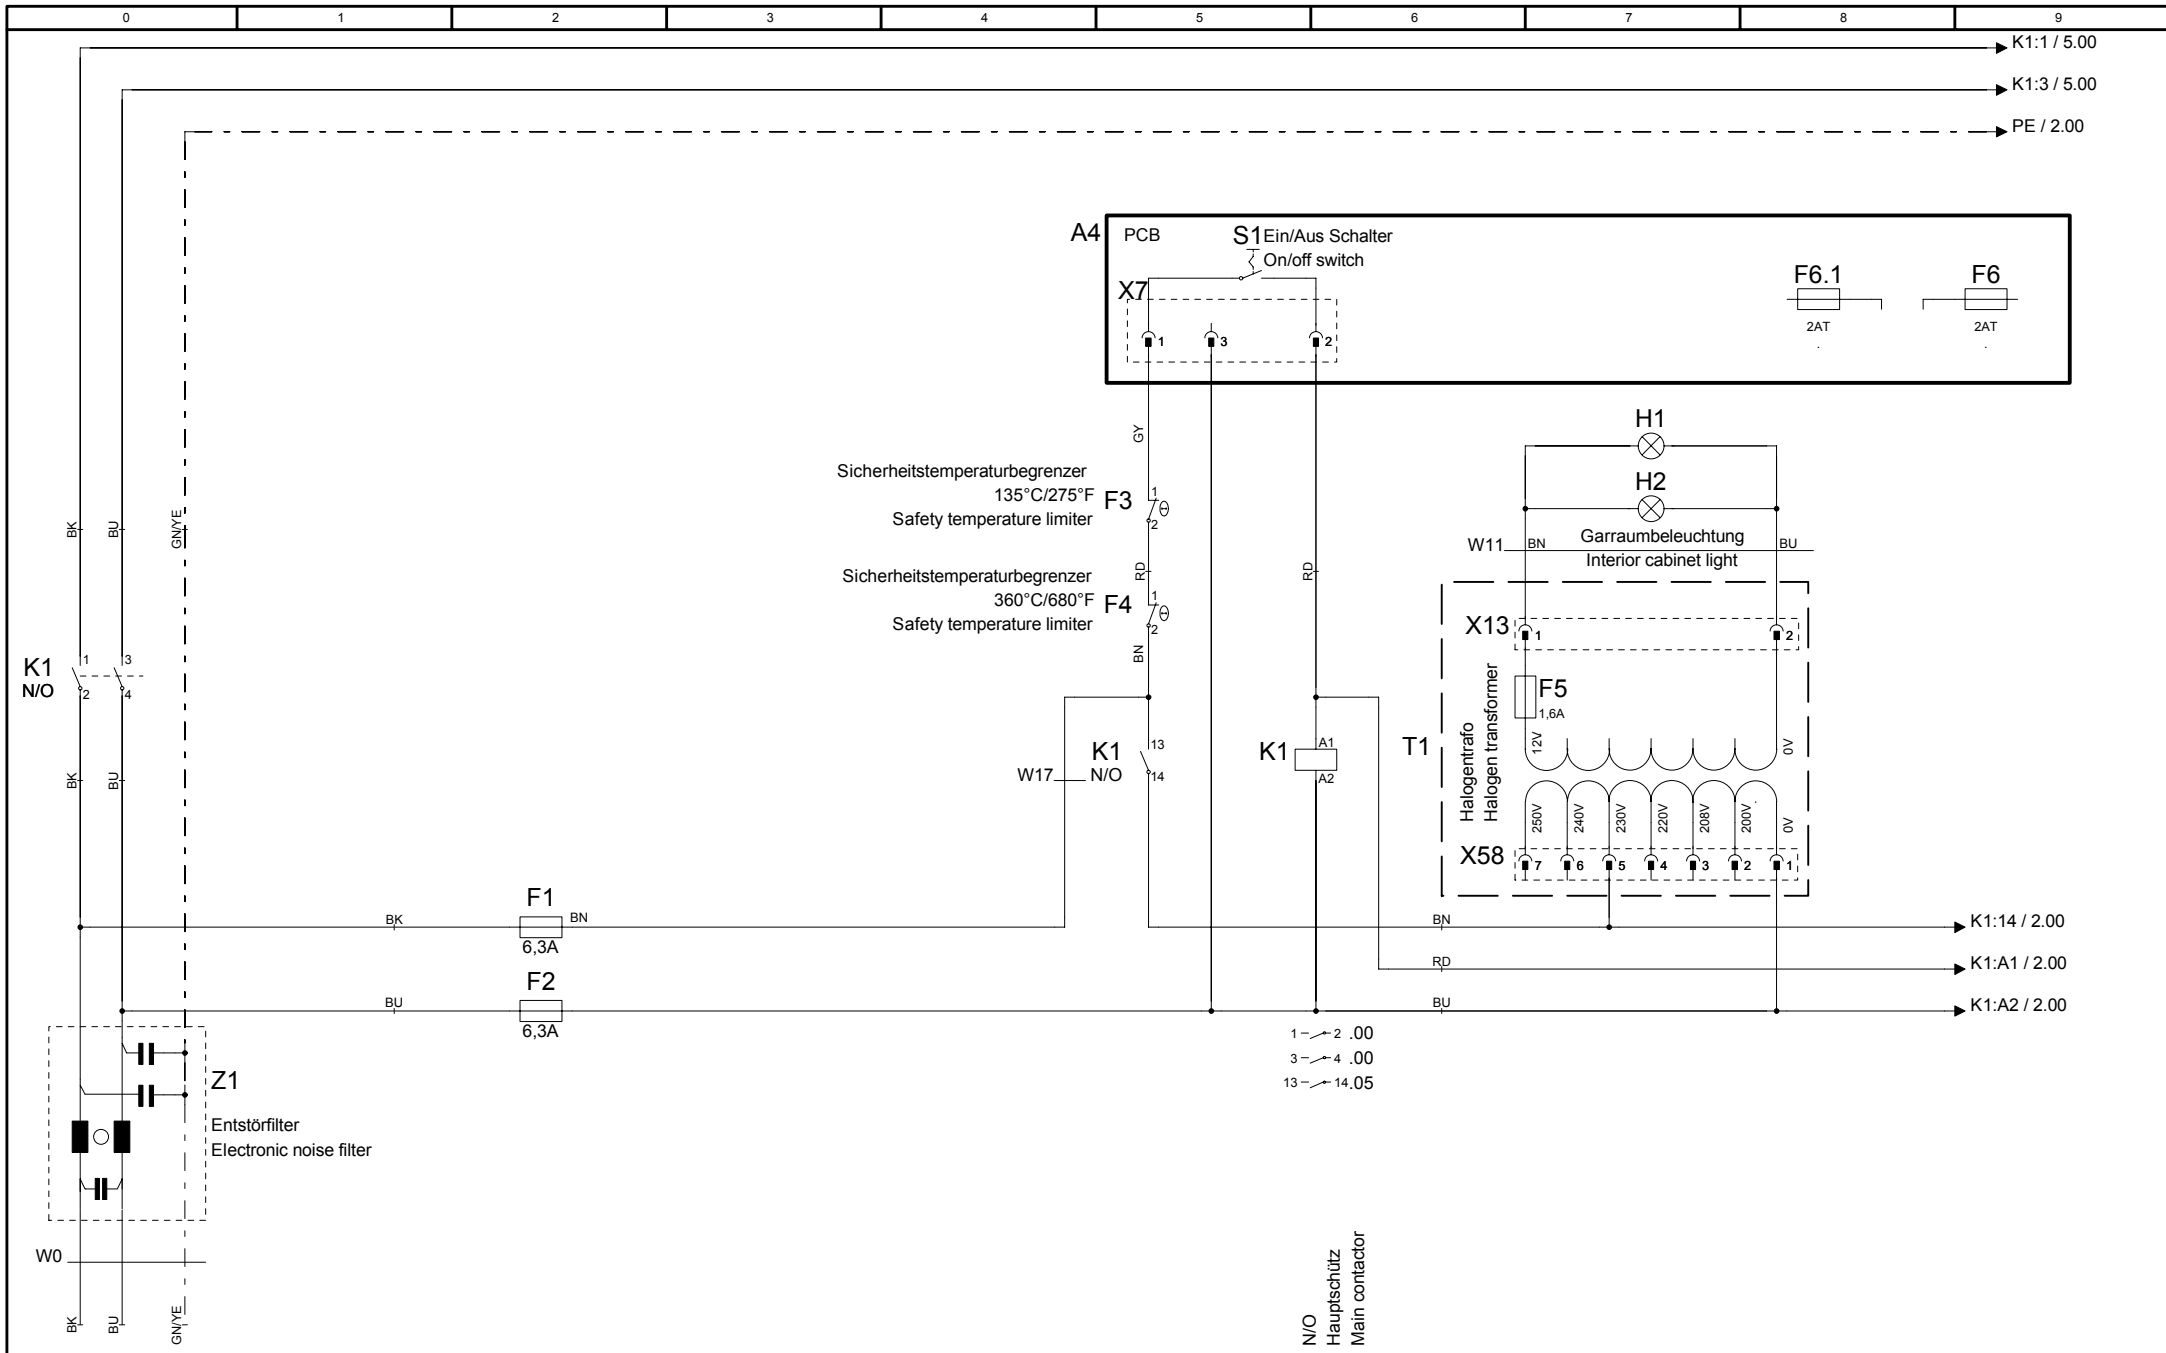 0 1 2 3 4 5 6 7 8 9
K1:1 / 5.00
K1:3 / 5.00
PE / 2.00
A4 PCB S1 Ein/Aus Schalter
On/off switch
X7
1 3 2
F6.1 F6
2AT 2AT
GY
H1
H2
Sicherheitstemperaturbegrenzer
135°C/275°F F3 1
Safety temperature limiter 2
BK BU GN/YE
W11 BN Garraumbeleuchtung BU
Interior cabinet light
RD RD
Sicherheitstemperaturbegrenzer
360°C/680°F F4 1
Safety temperature limiter 2
BN
X13 1 2
K1 1 3
N/O 2 4
F5
1,6A
T1
Halogentrafo
Halogen transformer
12V 0V
K1 13
N/O 14
K1 A1
A2
W17
BK BU
250V 240V 230V 220V 208V 200V 0V
X58 7 6 5 4 3 2 1
BK F1 BN BN K1:14 / 2.00
6,3A
RD K1:A1 / 2.00
BU F2 BU K1:A2 / 2.00
6,3A
1 2 .00
3 4 .00
13 14 .05
Z1
Entstörfilter
Electronic noise filter
W0
BK BU GN/YE
N/O
Hauptschütz
Main contactor